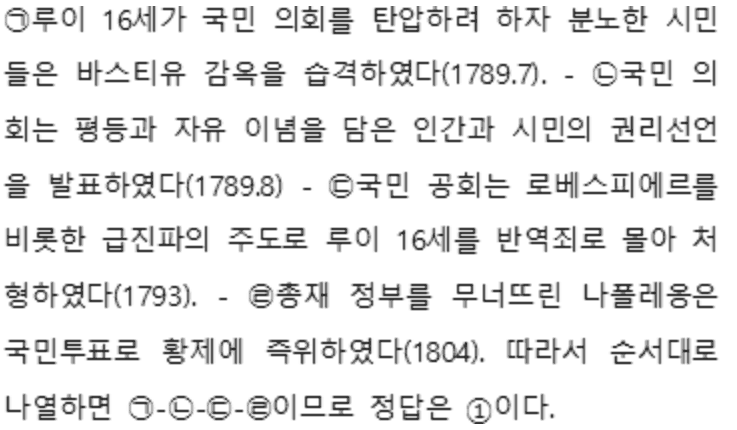 ㉠루이 16세가 국민 의회를 탄압하려 하자 분노한 시민
들은 바스티유 감옥을 습격하였다(1789.7). - ㉡국민 의
회는 평등과 자유 이념을 담은 인간과 시민의 권리선언
을 발표하였다(1789.8) - ㉢국민 공회는 로베스피에르를
비롯한 급진파의 주도로 루이 16세를 반역죄로 몰아 처
형하였다(1793). - ㉣총재 정부를 무너뜨린 나폴레옹은
국민투표로 황제에 즉위하였다(1804). 따라서 순서대로
나열하면 ㉠-㉡-㉢-㉣이므로 정답은 ①이다.